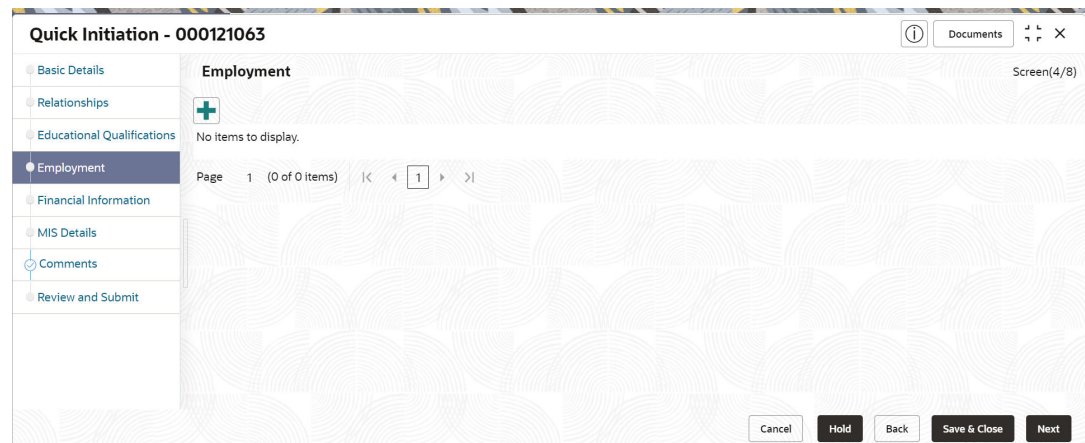 Quick Initiation - 000121063
Documents
Basic Details
Relationships
Educational Qualifications
Employment
Financial Information
MIS Details
Comments
Review and Submit
Employment
Screen(4/8)
No items to display.
Page 1 (0 of 0 items) 1
Cancel Hold Back Save & Close Next